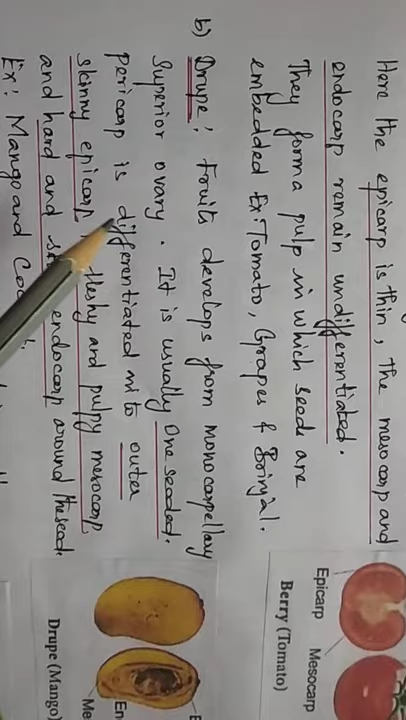 Here the epicarp is thin, The mesocarp and
endocarp remain undifferentiated.
They form a pulp in which seeds are
embedded Ex: Tomato, Grapes & Brinjal.
b) Drupe: Fruits develops from monocarpellary
Superior ovary. It is usually One seeded.
Pericarp is differentiated into outer
skinny epicarp, fleshy and pulpy mesocarp
and hard and endocarp around the seed.
Ex: Mango and
Epicarp
Mesocarp
Berry (Tomato)
Drupe (Mango)